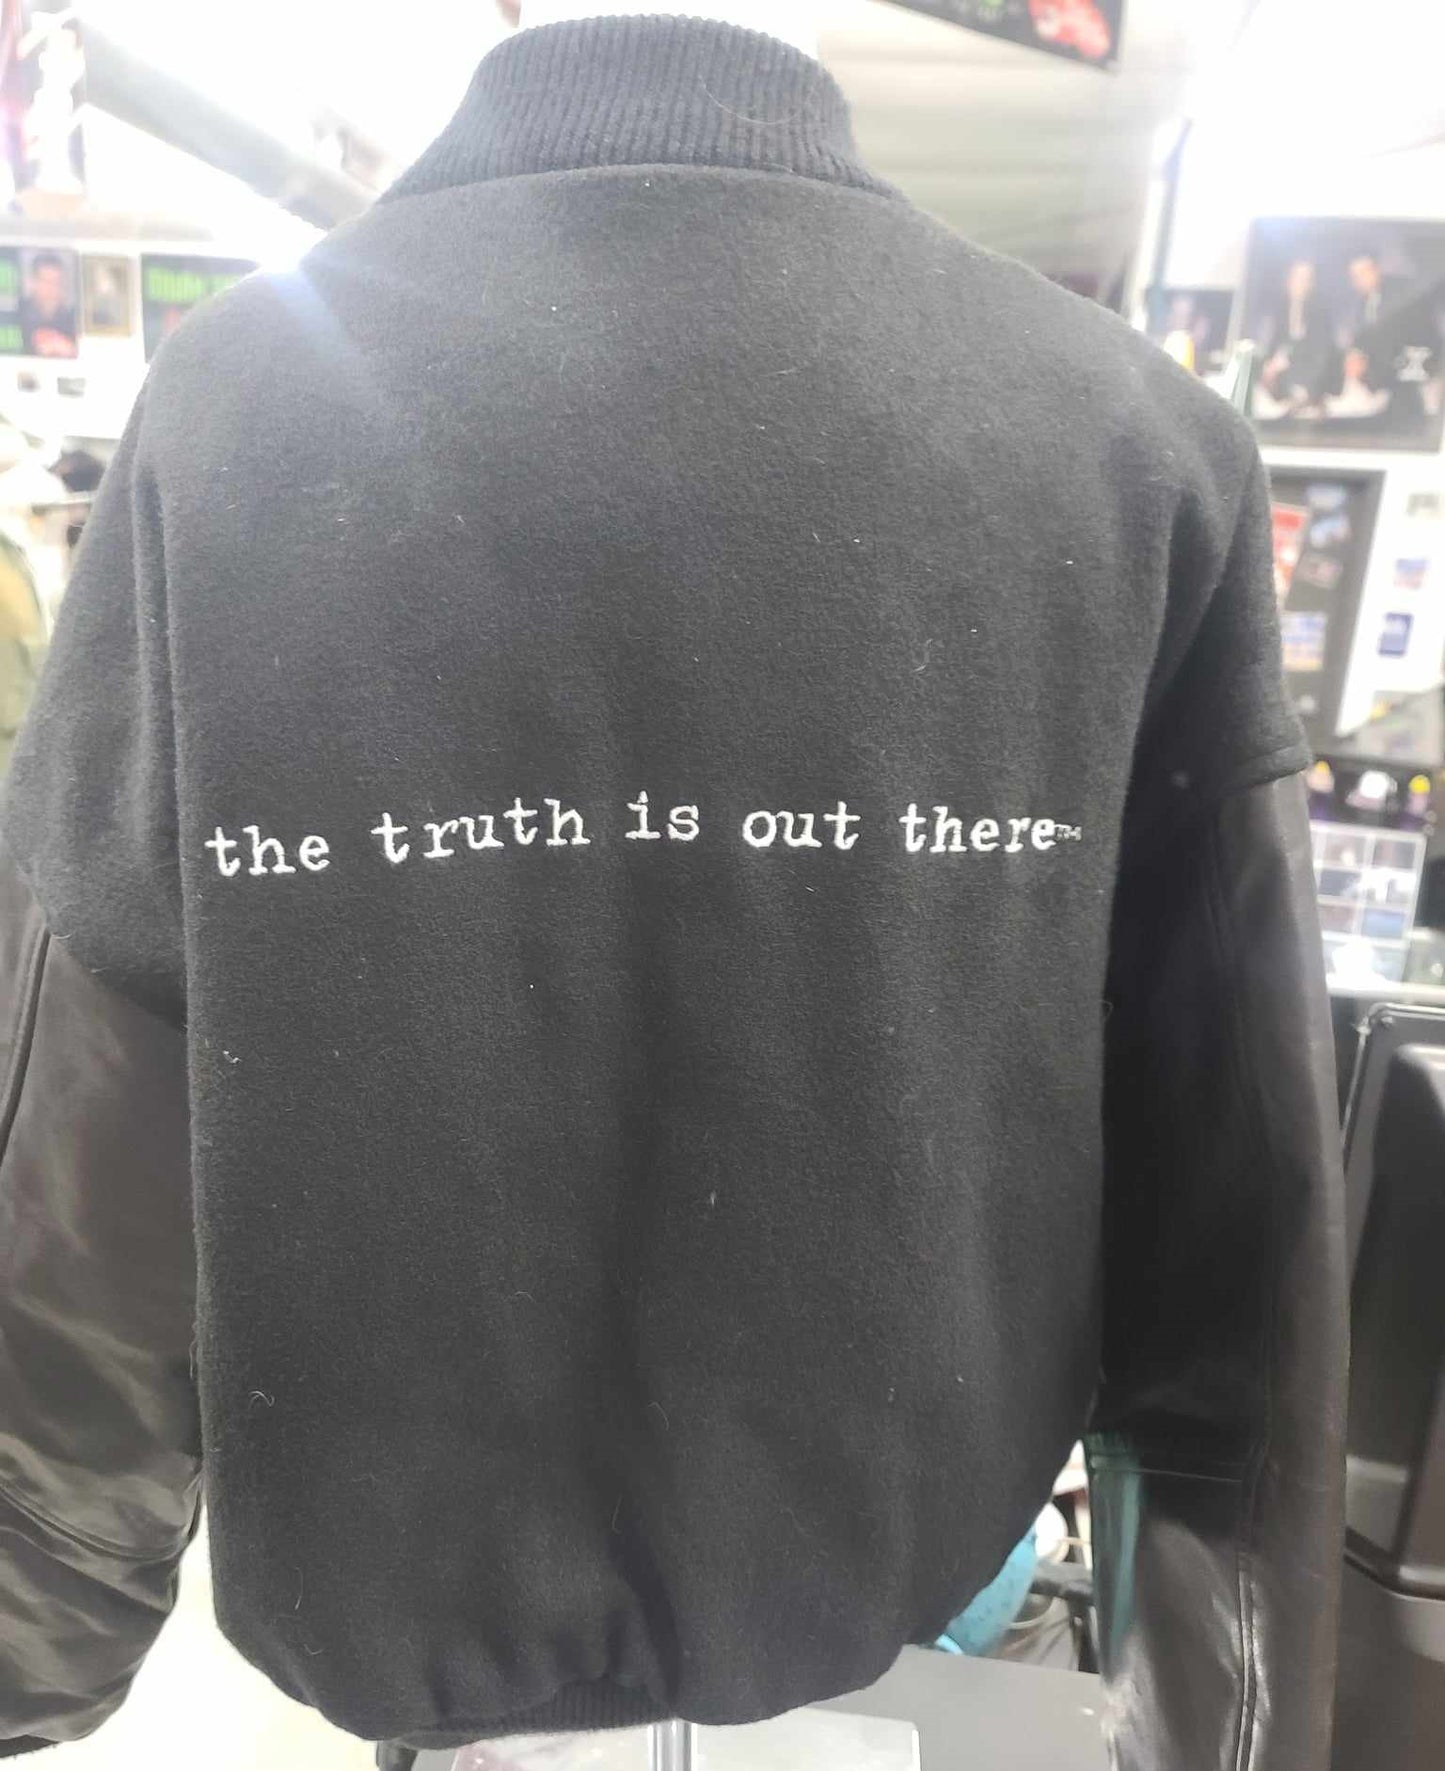 the truth is out there™